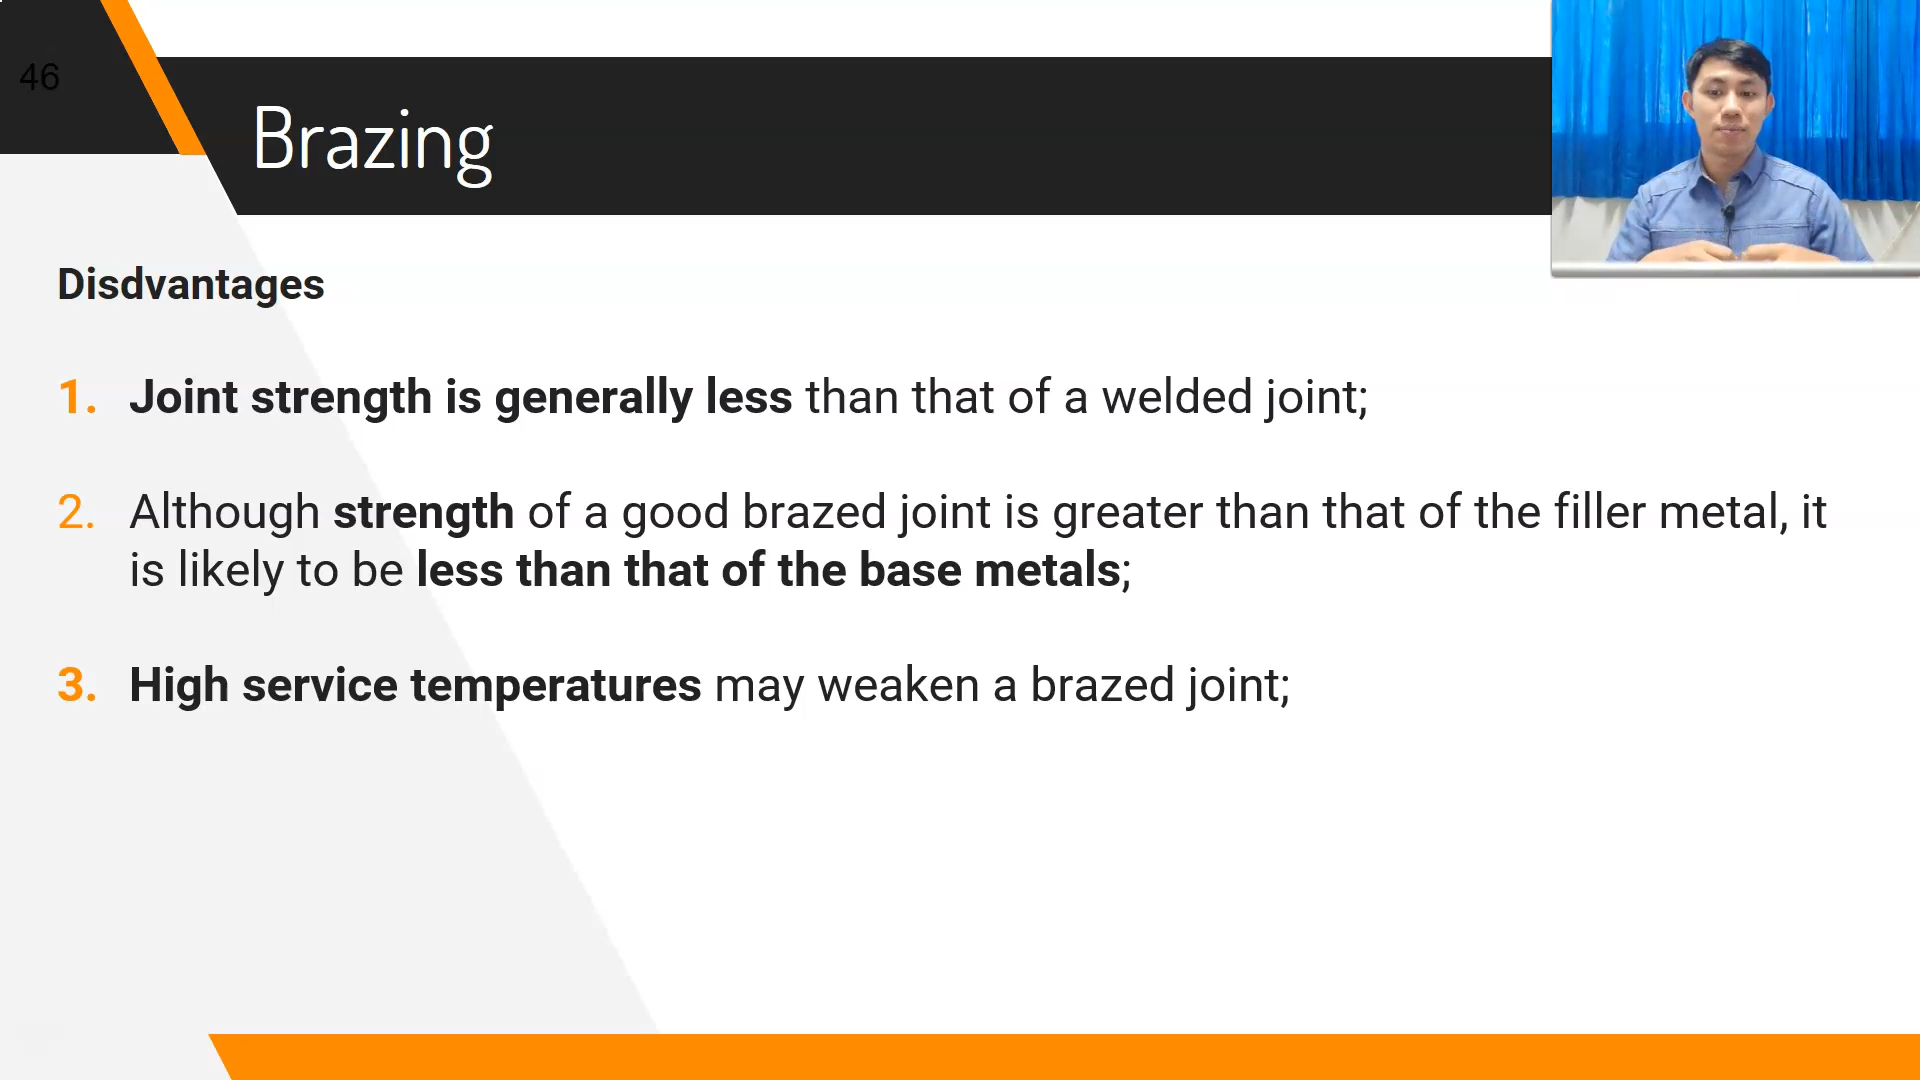 46
Brazing
Disdvantages
1. Joint strength is generally less than that of a welded joint;
2. Although strength of a good brazed joint is greater than that of the filler metal, it
is likely to be less than that of the base metals;
3. High service temperatures may weaken a brazed joint;